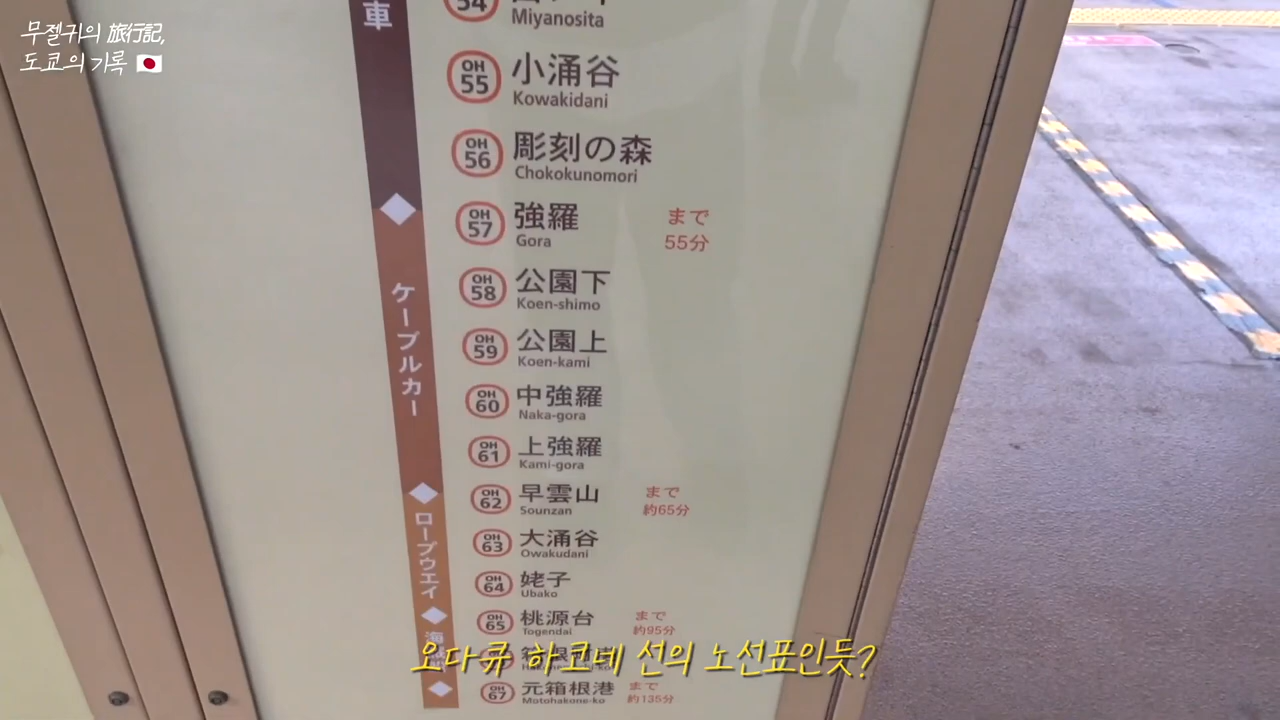 무젤귀의 旅行記,
도쿄의 기록
車
OH 54
Miyanosita
OH 55 小涌谷
Kowakidani
OH 56 彫刻の森
Chokokunomori
OH 57 強羅 まで
Gora 55分
ケーブルカー
OH 58 公園下
Koen-shimo
OH 59 公園上
Koen-kami
OH 60 中強羅
Naka-gora
OH 61 上強羅
Kami-gora
OH 62 早雲山 まで
Sounzan 約65分
ロープウエイ
OH 63 大涌谷
Owakudani
OH 64 姥子
Ubako
OH 65 桃源台 まで
Togendai 約95分
오다큐 하코네 선의 노선표인듯?
OH 67 元箱根港 まで
Motohakone-ko 約135分